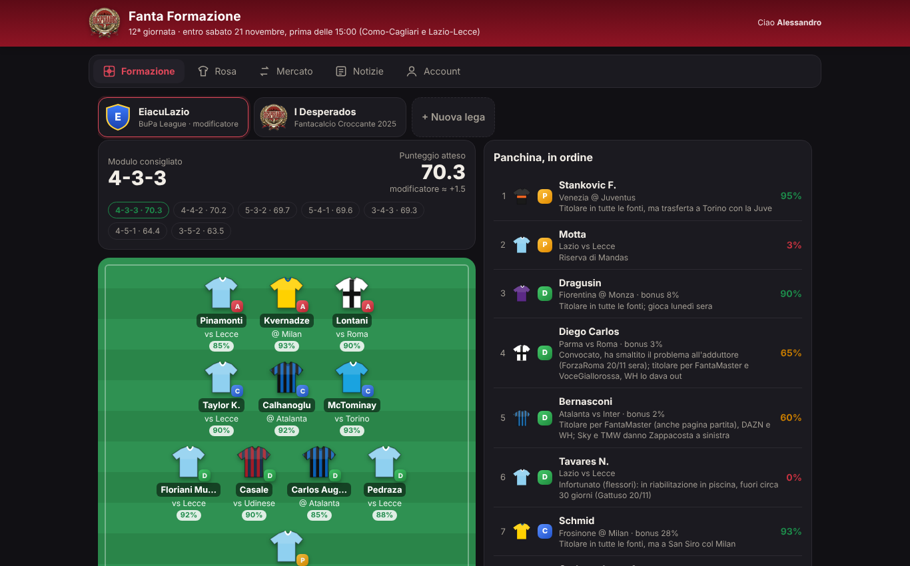 Fanta Formazione
12ª giornata · entro sabato 21 novembre, prima delle 15:00 (Como-Cagliari e Lazio-Lecce)
Ciao Alessandro
Formazione
Rosa
Mercato
Notizie
Account
E
EiacuLazio
BuPa League · modificatore
I Desperados
Fantacalcio Croccante 2025
+ Nuova lega
Modulo consigliato
4-3-3
Punteggio atteso
70.3
modificatore ≈ +1.5
4-3-3 · 70.3
4-4-2 · 70.2
5-3-2 · 69.7
5-4-1 · 69.6
3-4-3 · 69.3
4-5-1 · 64.4
3-5-2 · 63.5
A A A
Pinamonti Kvernadze Lontani
vs Lecce @ Milan vs Roma
85% 93% 90%
C C C
Taylor K. Calhanoglu McTominay
vs Lecce @ Atalanta vs Torino
90% 92% 93%
D D D D
Floriani Mu... Casale Carlos Aug... Pedraza
vs Lecce vs Udinese @ Atalanta vs Lecce
92% 90% 85% 88%
P
Panchina, in ordine
1 P Stankovic F. 95%
Venezia @ Juventus
Titolare in tutte le fonti, ma trasferta a Torino con la Juve
2 P Motta 3%
Lazio vs Lecce
Riserva di Mandas
3 D Dragusin 90%
Fiorentina @ Monza · bonus 8%
Titolare in tutte le fonti; gioca lunedì sera
4 D Diego Carlos 65%
Parma vs Roma · bonus 3%
Convocato, ha smaltito il problema all'adduttore
(ForzaRoma 20/11 sera); titolare per FantaMaster e
VoceGiallorossa, WH lo dava out
5 D Bernasconi 60%
Atalanta vs Inter · bonus 2%
Titolare per FantaMaster (anche pagina partita), DAZN e
WH; Sky e TMW danno Zappacosta a sinistra
6 D Tavares N. 0%
Lazio vs Lecce
Infortunato (flessori): in riabilitazione in piscina, fuori circa
30 giorni (Gattuso 20/11)
7 C Schmid 93%
Frosinone @ Milan · bonus 28%
Titolare in tutte le fonti, ma a San Siro col Milan